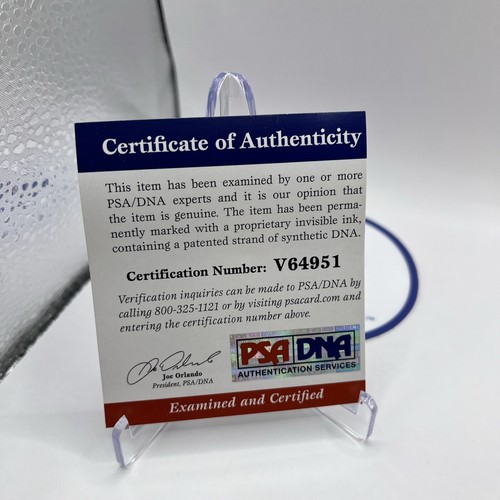 Certificate of Authenticity
This item has been examined by one or more
PSA/DNA experts and it is our opinion that
the item is genuine. The item has been perma-
nently marked with a proprietary invisible ink,
containing a patented strand of synthetic DNA.
Certification Number: V64951
Verification inquiries can be made to PSA/DNA by
calling 800-325-1121 or by visiting psacard.com and
entering the certification number above.
Joe Orlando
President, PSA/DNA
PSA DNA
AUTHENTICATION SERVICES
Examined and Certified